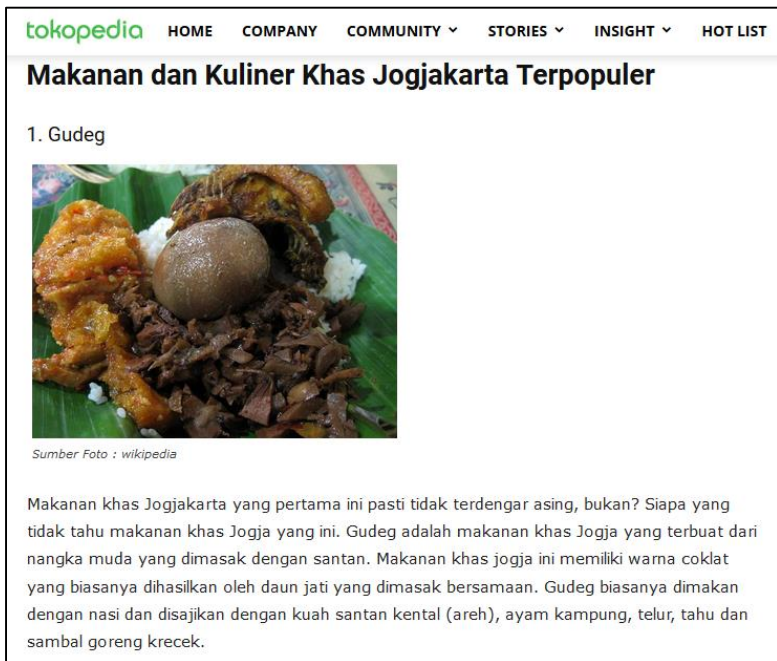 tokopedia HOME COMPANY COMMUNITY STORIES INSIGHT HOT LIST
Makanan dan Kuliner Khas Jogjakarta Terpopuler
1. Gudeg
Sumber Foto : wikipedia
Makanan khas Jogjakarta yang pertama ini pasti tidak terdengar asing, bukan? Siapa yang
tidak tahu makanan khas Jogja yang ini. Gudeg adalah makanan khas Jogja yang terbuat dari
nangka muda yang dimasak dengan santan. Makanan khas jogja ini memiliki warna coklat
yang biasanya dihasilkan oleh daun jati yang dimasak bersamaan. Gudeg biasanya dimakan
dengan nasi dan disajikan dengan kuah santan kental (areh), ayam kampung, telur, tahu dan
sambal goreng krecek.